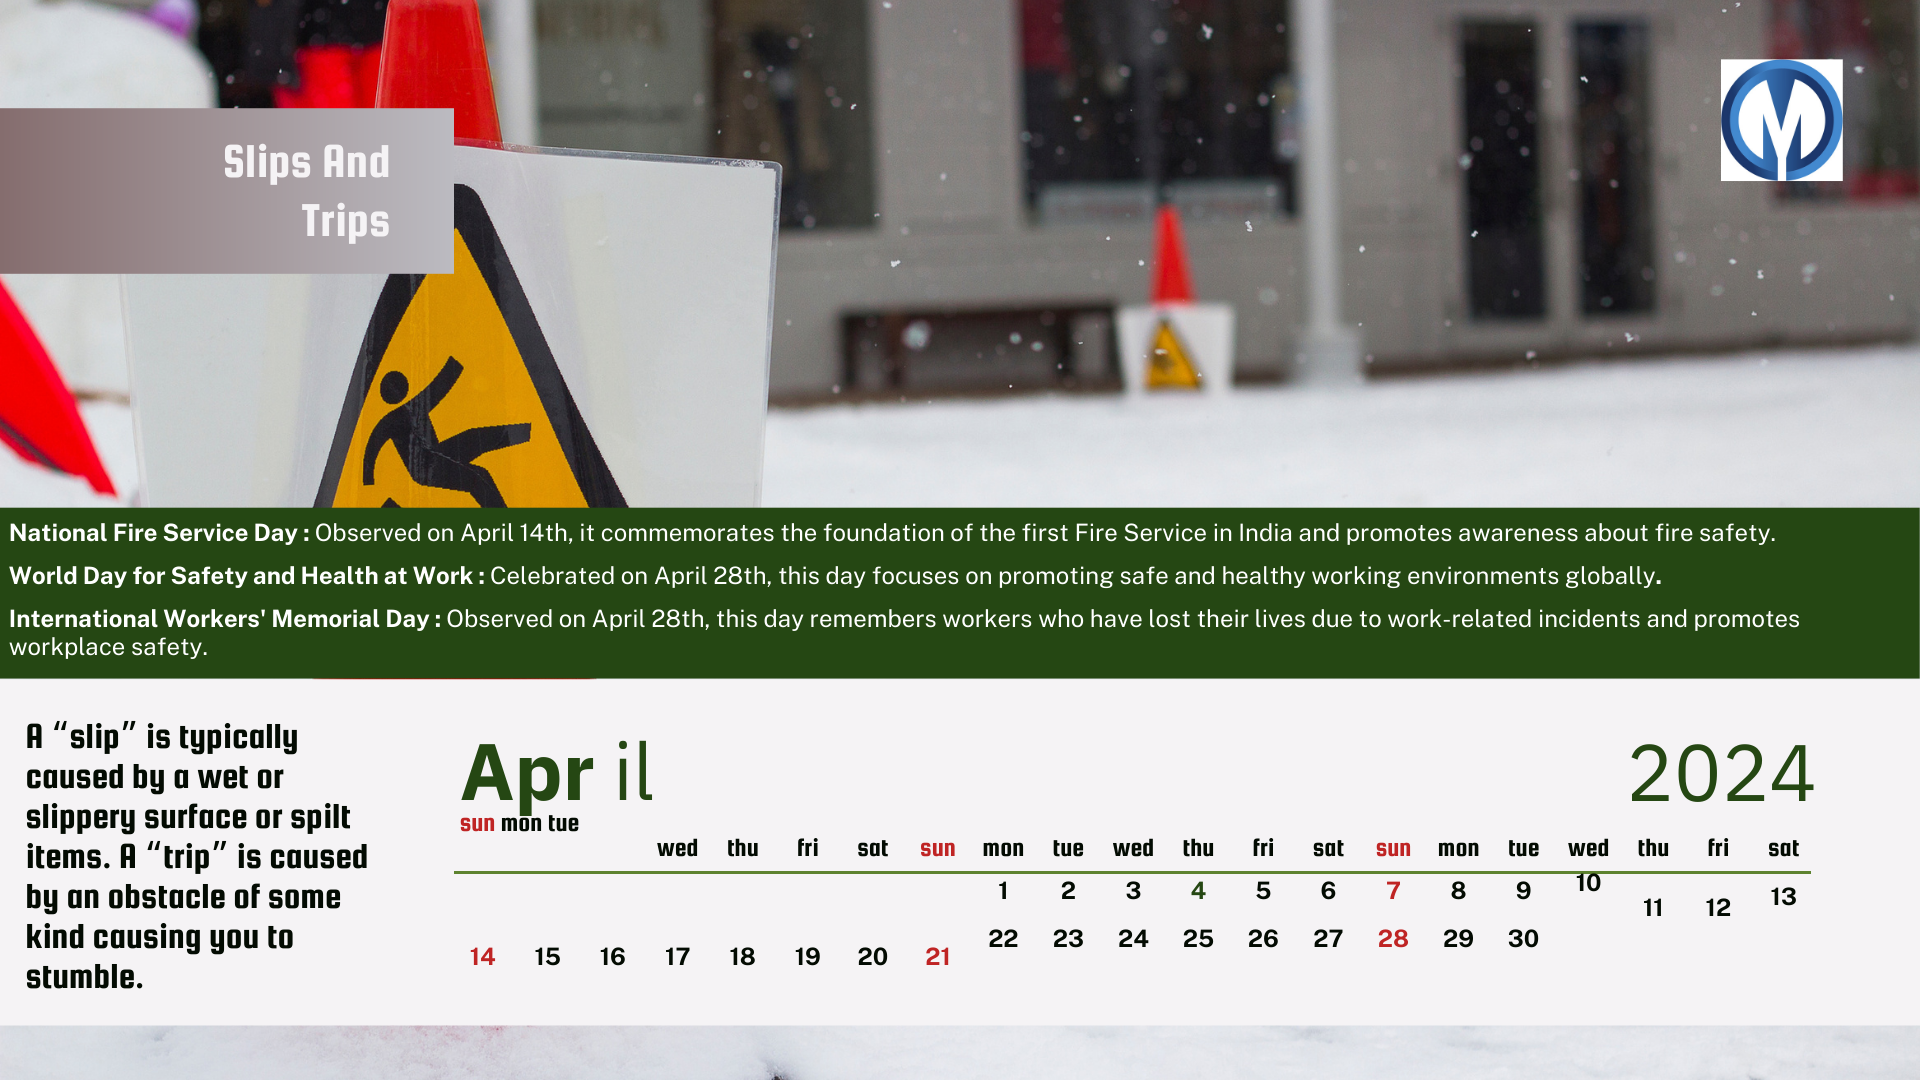 Slips And
Trips
National Fire Service Day : Observed on April 14th, it commemorates the foundation of the first Fire Service in India and promotes awareness about fire safety.
World Day for Safety and Health at Work : Celebrated on April 28th, this day focuses on promoting safe and healthy working environments globally.
International Workers' Memorial Day : Observed on April 28th, this day remembers workers who have lost their lives due to work-related incidents and promotes
workplace safety.
A “slip” is typically
caused by a wet or
slippery surface or spilt
items. A “trip” is caused
by an obstacle of some
kind causing you to
stumble.
Apr il 2024
sun mon tue
wed thu fri sat sun mon tue wed thu fri sat sun mon tue wed thu fri sat
1 2 3 4 5 6 7 8 9 10 11 12 13
14 15 16 17 18 19 20 21 22 23 24 25 26 27 28 29 30